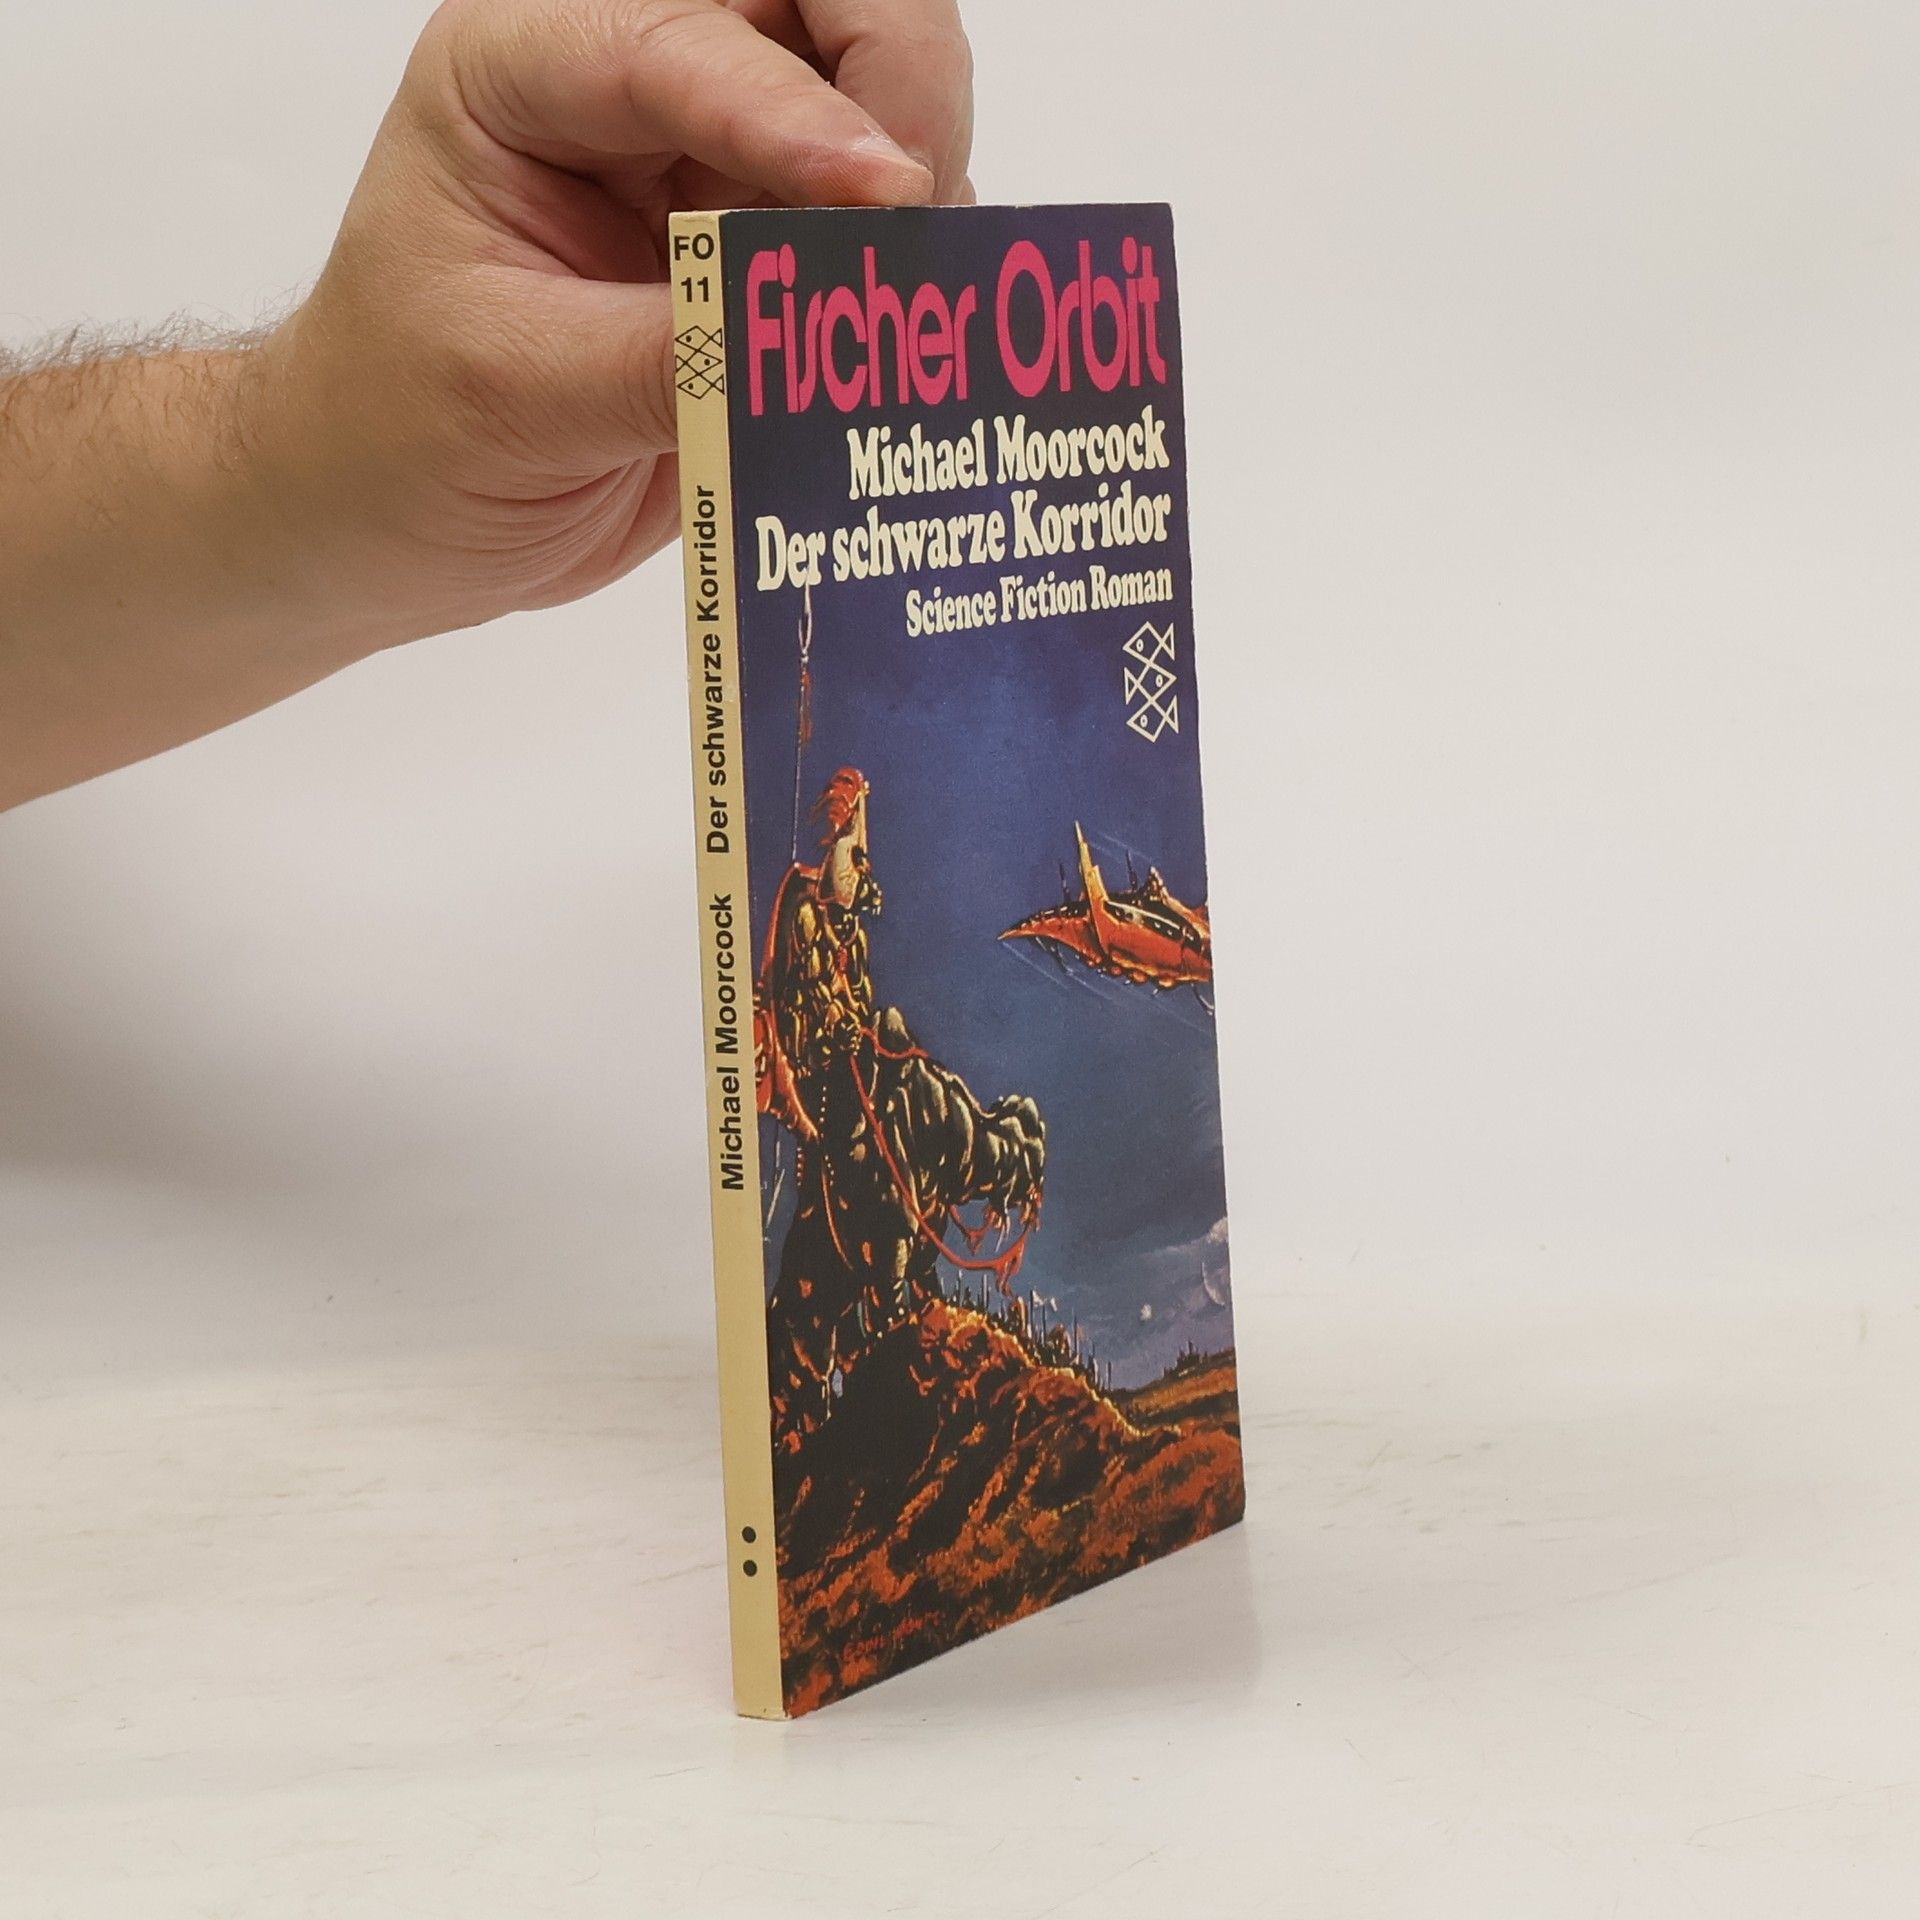 FO
11
Michael Moorcock Der schwarze Korridor
Fischer Orbit
Michael Moorcock
Der schwarze Korridor
Science Fiction Roman